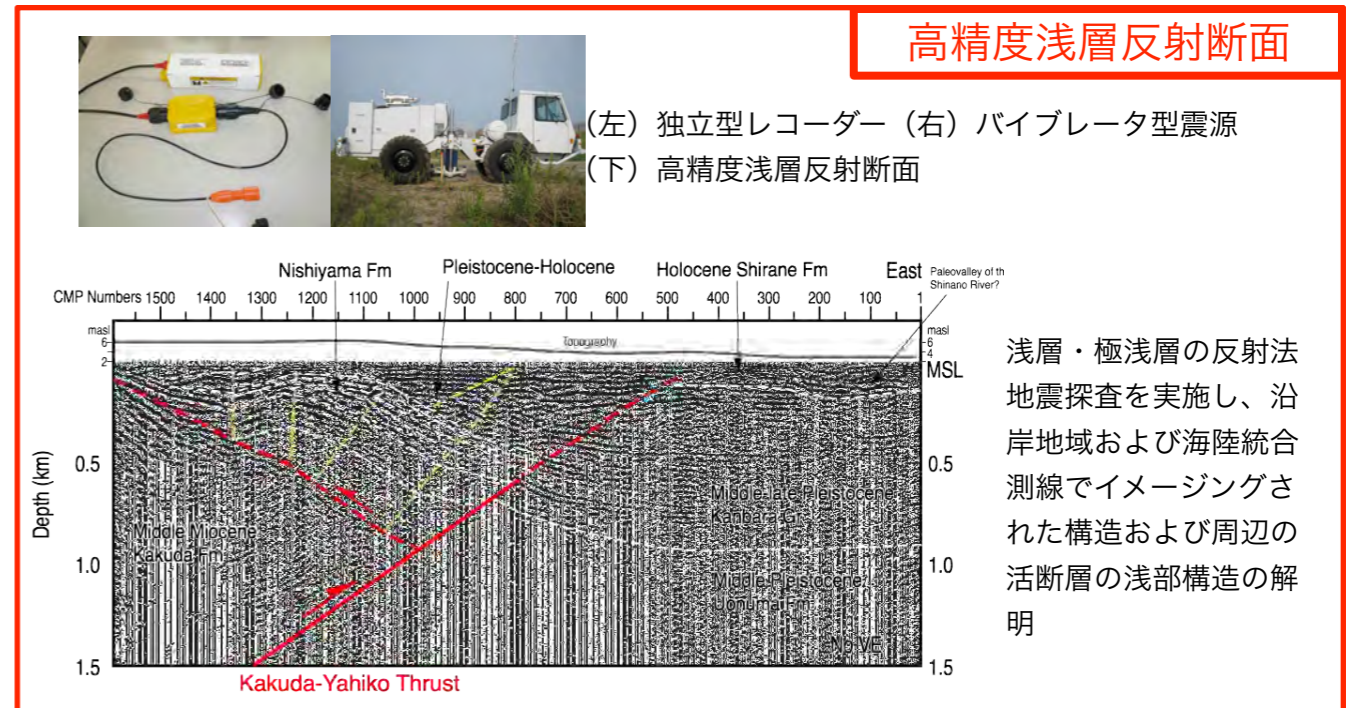 高精度浅層反射断面
(左)独立型レコーダー(右)バイブレータ型震源
(下)高精度浅層反射断面
Nishiyama Fm Pleistocene-Holocene Holocene Shirane Fm East Paleovalley of th
Shinano River?
CMP Numbers 1500 1400 1300 1200 1100 1000 900 800 700 600 500 400 300 200 100 1
masl masl
6 Topography 6
4
2 MSL
浅層・極浅層の反射法
地震探査を実施し、沿
岸地域および海陸統合
測線でイメージングさ
れた構造および周辺の
活断層の浅部構造の解
明
Depth (km)
0.5 0.5
Middle-late Pleistocene
Kanbara G.
Middle Miocene
Kakuda Fm
1.0 1.0
Middle Pleistocene
Uonuma Fm
No VE
1.5 1.5
Kakuda-Yahiko Thrust